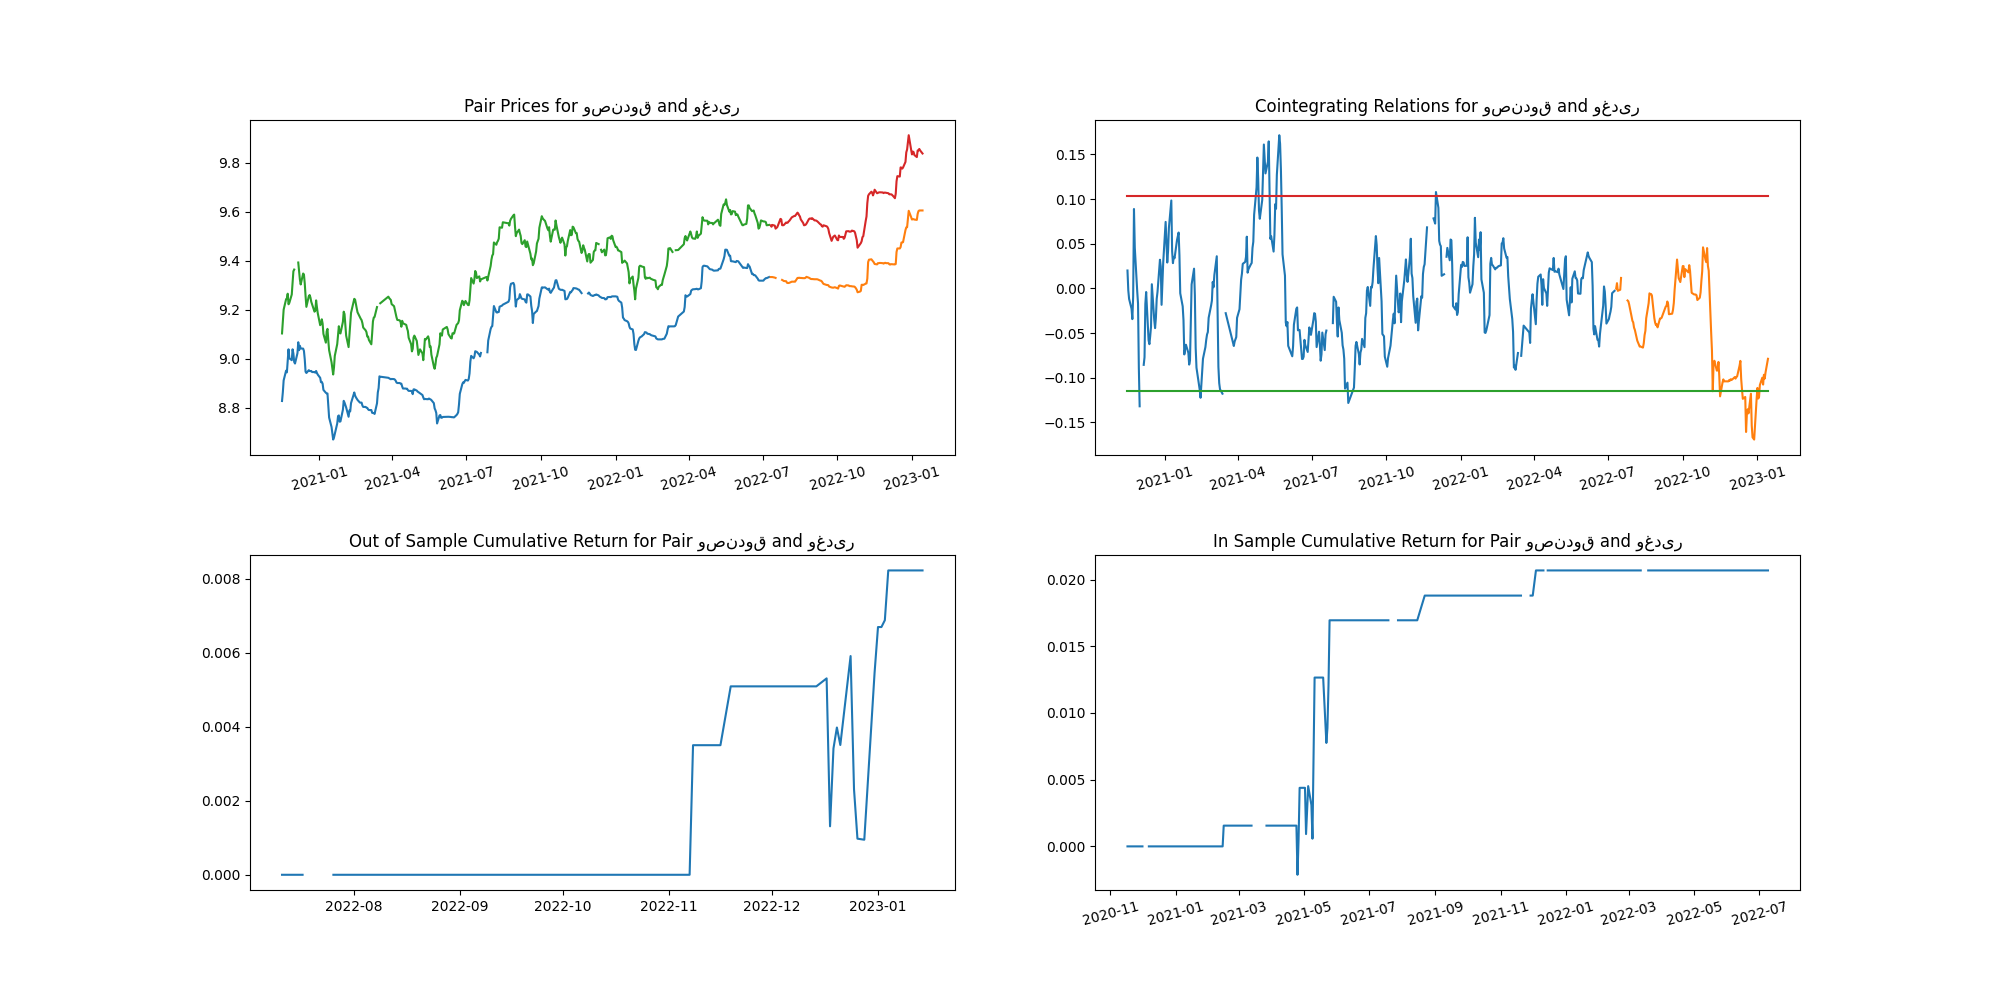 Pair Prices for وصندوق and وغدیر
9.8
9.6
9.4
9.2
9.0
8.8
2021-01 2021-04 2021-07 2021-10 2022-01 2022-04 2022-07 2022-10 2023-01
Cointegrating Relations for وصندوق and وغدیر
0.15
0.10
0.05
0.00
−0.05
−0.10
−0.15
2021-01 2021-04 2021-07 2021-10 2022-01 2022-04 2022-07 2022-10 2023-01
Out of Sample Cumulative Return for Pair وصندوق and وغدیر
0.008
0.006
0.004
0.002
0.000
2022-08 2022-09 2022-10 2022-11 2022-12 2023-01
In Sample Cumulative Return for Pair وصندوق and وغدیر
0.020
0.015
0.010
0.005
0.000
2020-11 2021-01 2021-03 2021-05 2021-07 2021-09 2021-11 2022-01 2022-03 2022-05 2022-07